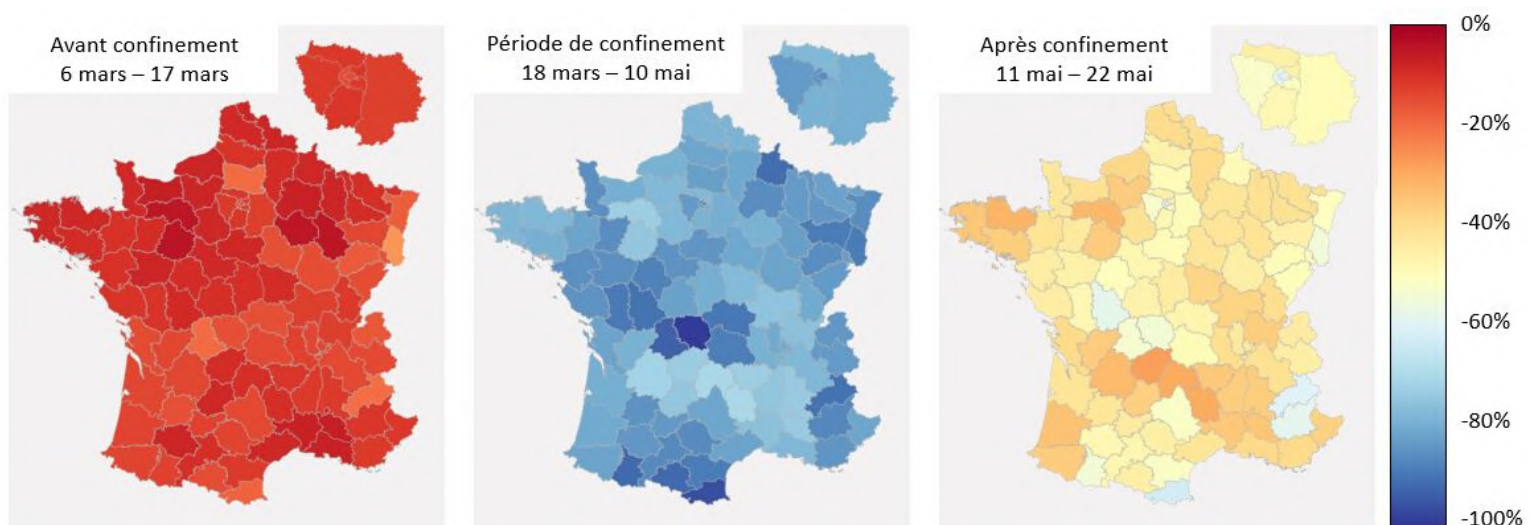 Avant confinement
6 mars – 17 mars
Période de confinement
18 mars – 10 mai
Après confinement
11 mai – 22 mai
0%
-20%
-40%
-60%
-80%
-100%